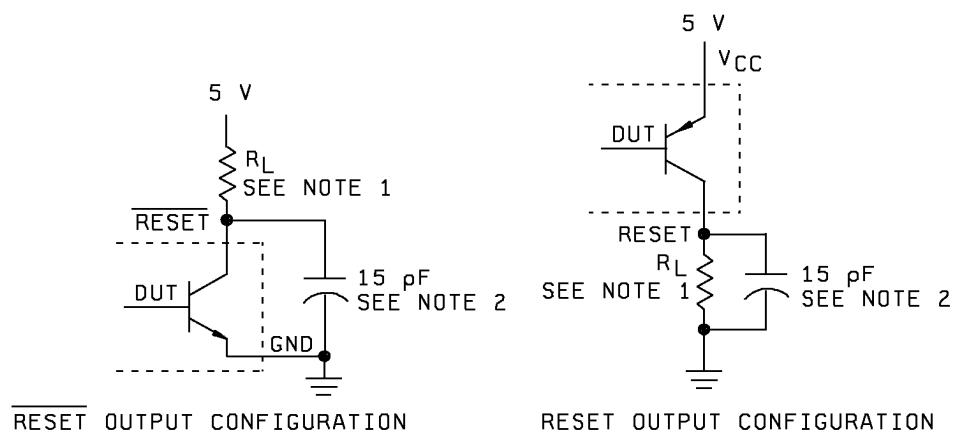 5 V
R_L
SEE NOTE 1
RESET
DUT
15 pF
SEE NOTE 2
GND
RESET OUTPUT CONFIGURATION
5 V
V_CC
DUT
RESET
R_L
SEE NOTE 1
15 pF
SEE NOTE 2
RESET OUTPUT CONFIGURATION